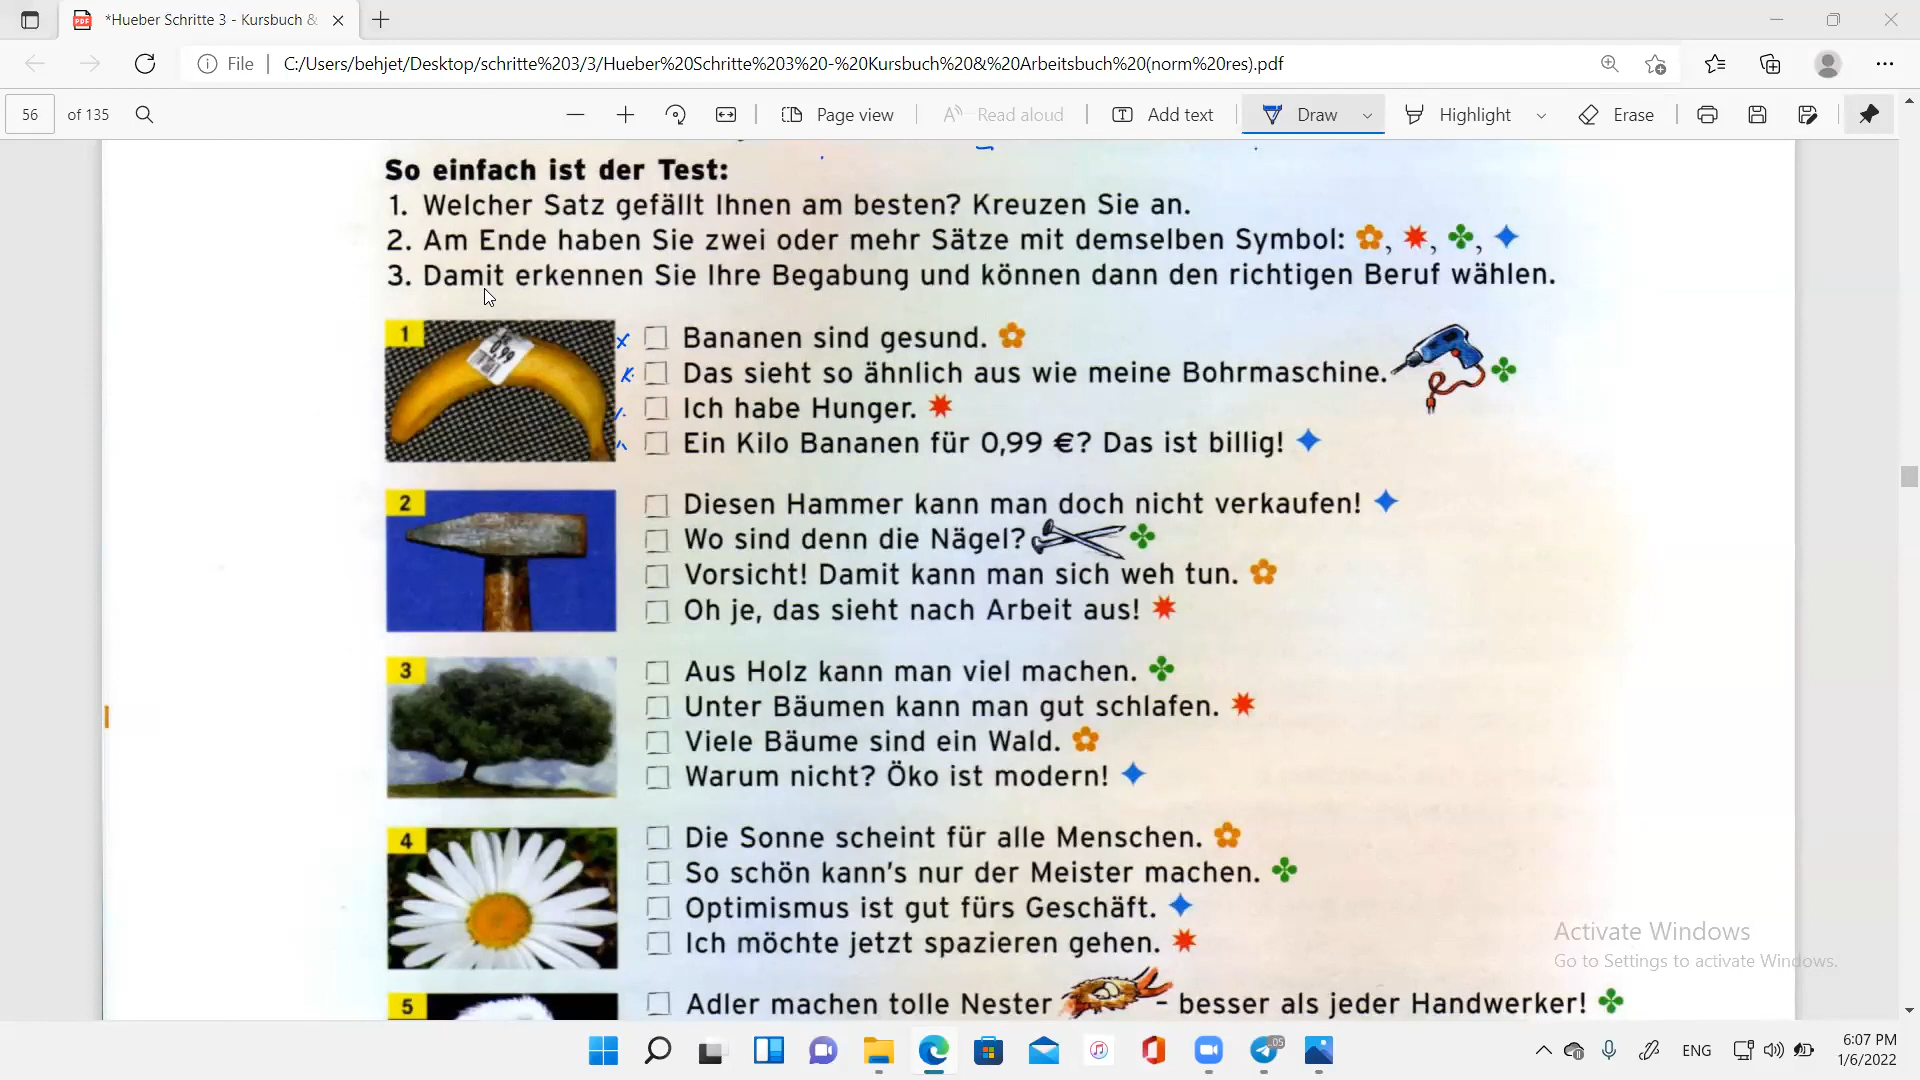 *Hueber Schritte 3 - Kursbuch &
File
C:/Users/behjet/Desktop/schritte%203/3/Hueber%20Schritte%203%20-%20Kursbuch%20&%20Arbeitsbuch%20(norm%20res).pdf
56 of 135
Page view
Read aloud
Add text
Draw
Highlight
Erase
So einfach ist der Test:
1. Welcher Satz gefällt Ihnen am besten? Kreuzen Sie an.
2. Am Ende haben Sie zwei oder mehr Sätze mit demselben Symbol: , , ,
3. Damit erkennen Sie Ihre Begabung und können dann den richtigen Beruf wählen.
1
0,99
Bananen sind gesund.
Das sieht so ähnlich aus wie meine Bohrmaschine.
Ich habe Hunger.
Ein Kilo Bananen für 0,99 €? Das ist billig!
2
Diesen Hammer kann man doch nicht verkaufen!
Wo sind denn die Nägel?
Vorsicht! Damit kann man sich weh tun.
Oh je, das sieht nach Arbeit aus!
3
Aus Holz kann man viel machen.
Unter Bäumen kann man gut schlafen.
Viele Bäume sind ein Wald.
Warum nicht? Öko ist modern!
4
Die Sonne scheint für alle Menschen.
So schön kann's nur der Meister machen.
Optimismus ist gut fürs Geschäft.
Ich möchte jetzt spazieren gehen.
5
Adler machen tolle Nester - besser als jeder Handwerker!
Activate Windows
Go to Settings to activate Windows.
ENG
6:07 PM
1/6/2022